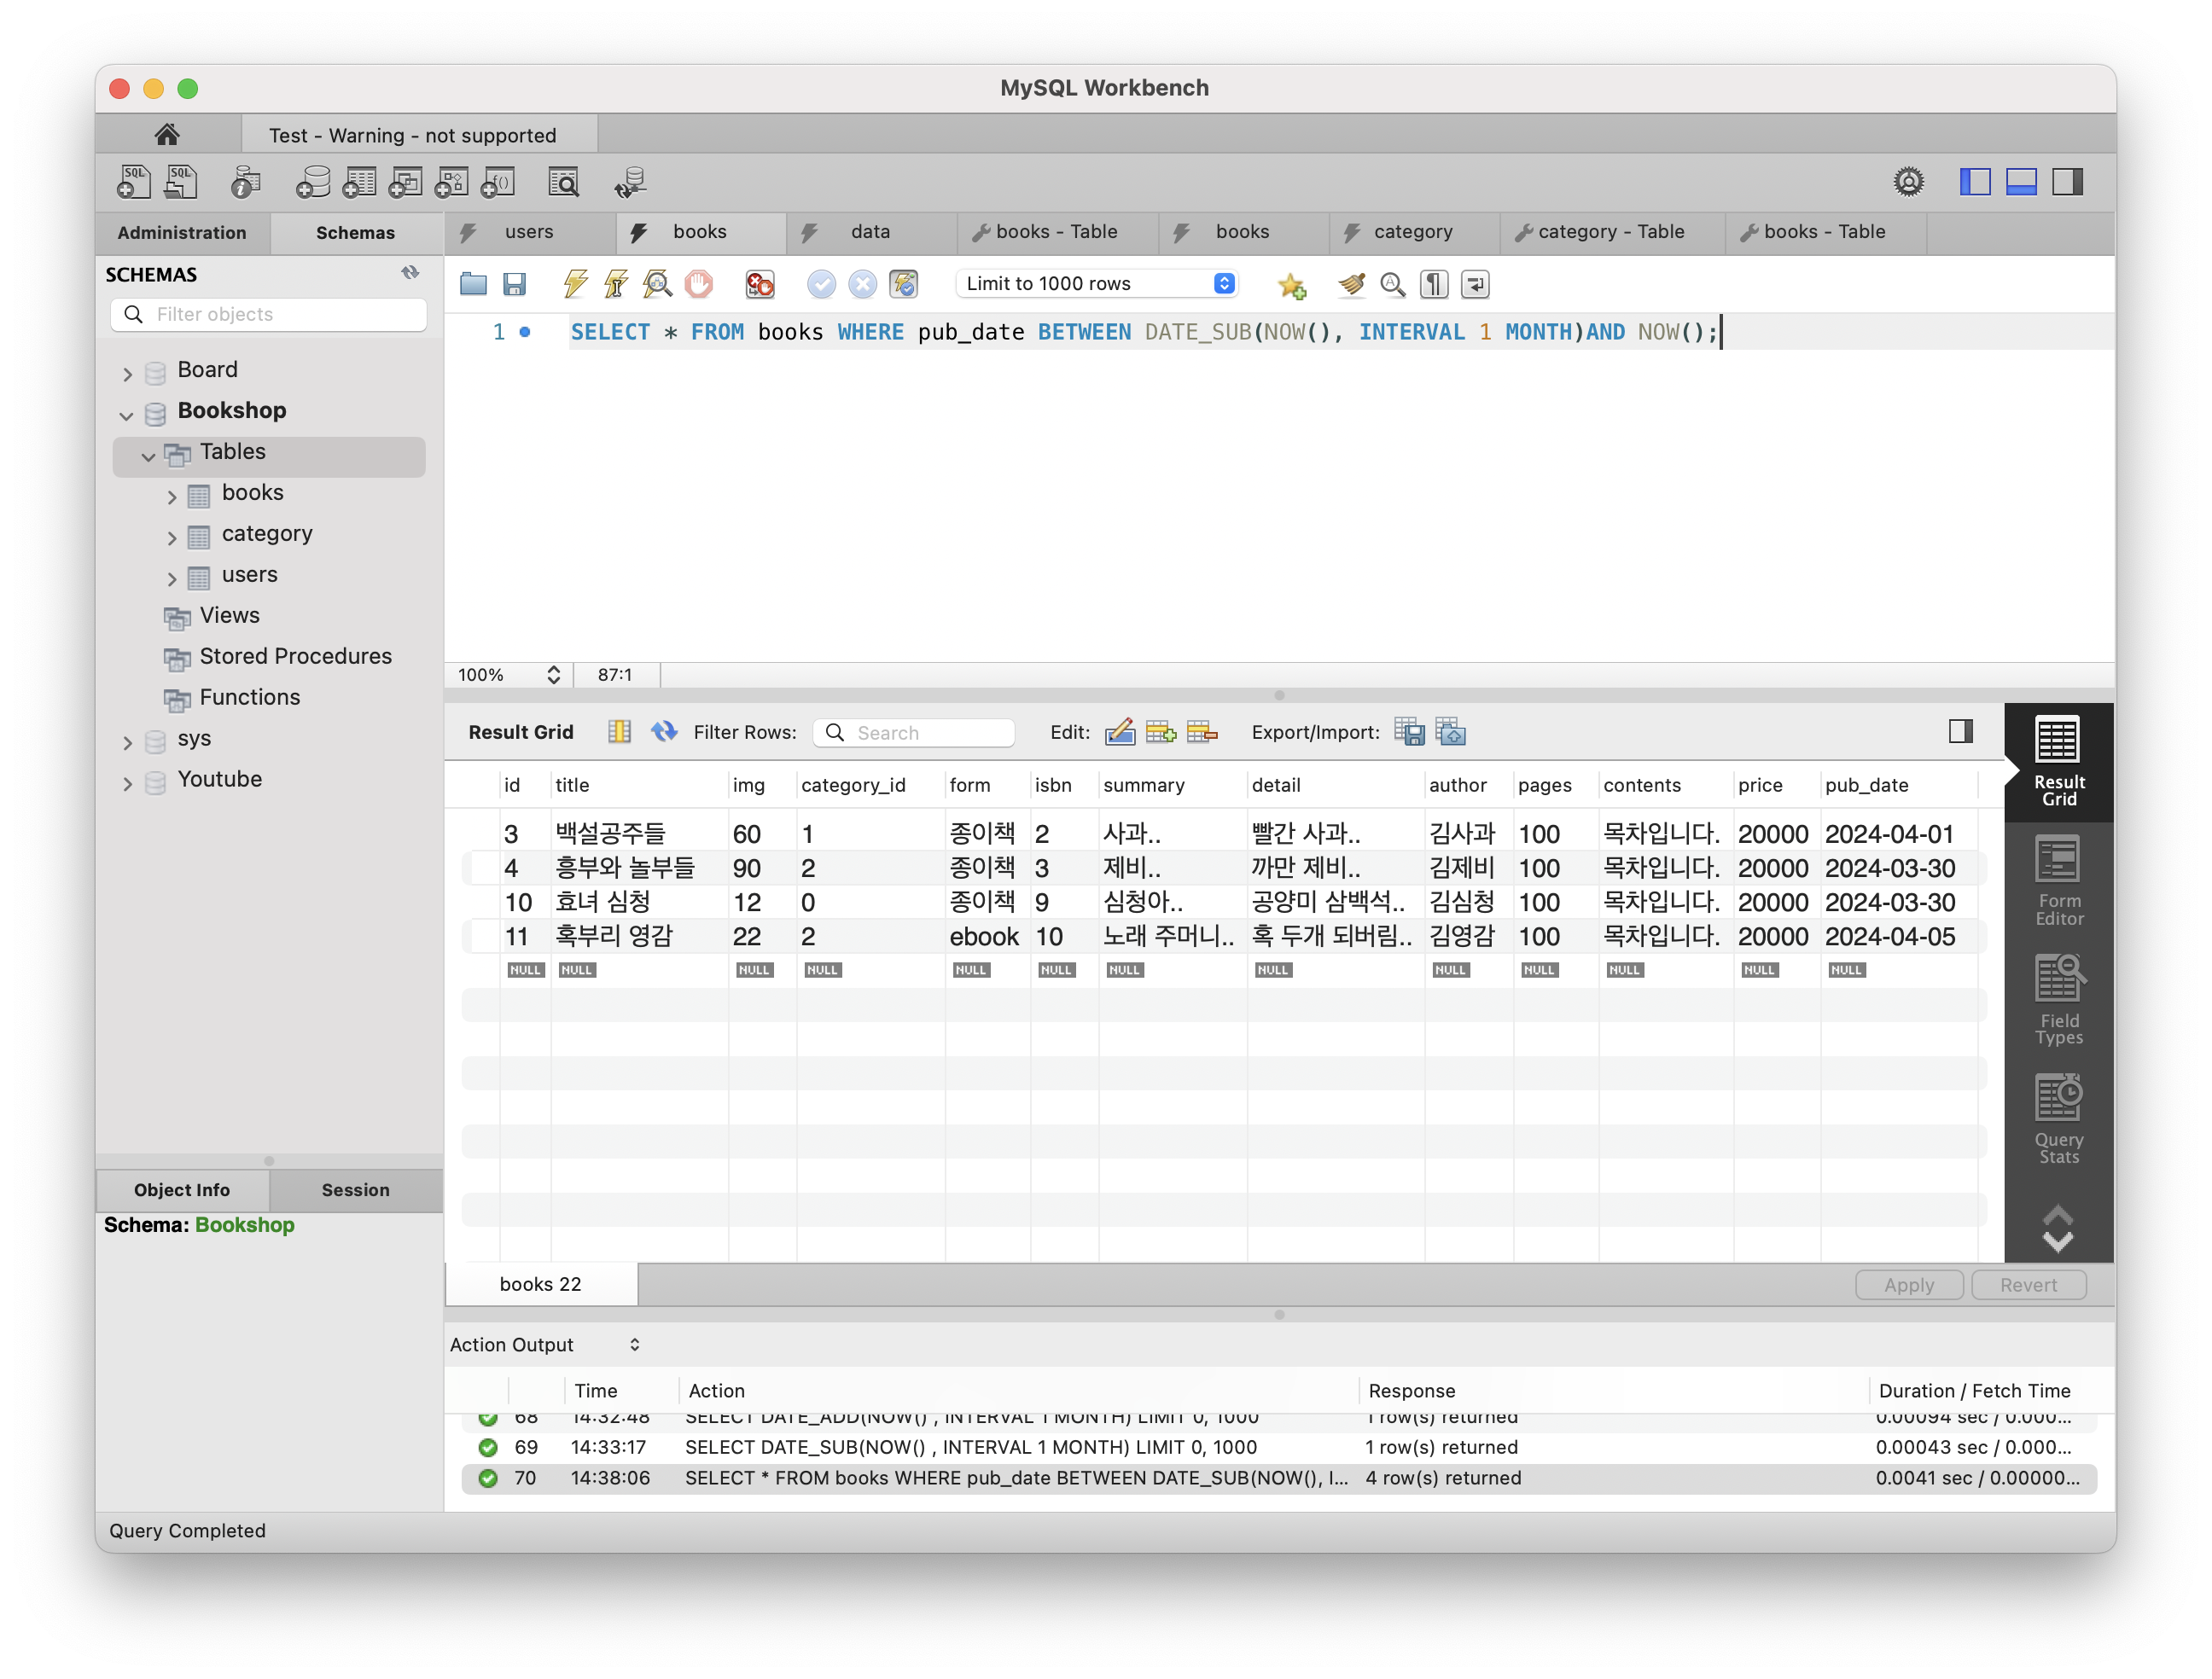 MySQL Workbench
Test - Warning - not supported
Administration Schemas
users books data books - Table books category category - Table books - Table
SCHEMAS
Filter objects
Limit to 1000 rows
1 SELECT * FROM books WHERE pub_date BETWEEN DATE_SUB(NOW(), INTERVAL 1 MONTH)AND NOW();
Board
Bookshop
Tables
books
category
users
Views
Stored Procedures
Functions
sys
Youtube
100% 87:1
Result Grid Filter Rows: Search Edit: Export/Import:
id title img category_id form isbn summary detail author pages contents price pub_date
3 백설공주들 60 1 종이책 2 사과.. 빨간 사과.. 김사과 100 목차입니다. 20000 2024-04-01
4 흥부와 놀부들 90 2 종이책 3 제비.. 까만 제비.. 김제비 100 목차입니다. 20000 2024-03-30
10 효녀 심청 12 0 종이책 9 심청아.. 공양미 삼백석.. 김심청 100 목차입니다. 20000 2024-03-30
11 혹부리 영감 22 2 ebook 10 노래 주머니.. 혹 두개 되버림.. 김영감 100 목차입니다. 20000 2024-04-05
NULL NULL NULL NULL NULL NULL NULL NULL NULL NULL NULL NULL NULL
Result
Grid
Form
Editor
Field
Types
Query
Stats
Object Info Session
Schema: Bookshop
books 22 Apply Revert
Action Output
Time Action Response Duration / Fetch Time
68 14:32:48 SELECT DATE_ADD(NOW() , INTERVAL 1 MONTH) LIMIT 0, 1000 1 row(s) returned 0.00094 sec / 0.000...
69 14:33:17 SELECT DATE_SUB(NOW() , INTERVAL 1 MONTH) LIMIT 0, 1000 1 row(s) returned 0.00043 sec / 0.000...
70 14:38:06 SELECT * FROM books WHERE pub_date BETWEEN DATE_SUB(NOW(), I... 4 row(s) returned 0.0041 sec / 0.00000...
Query Completed